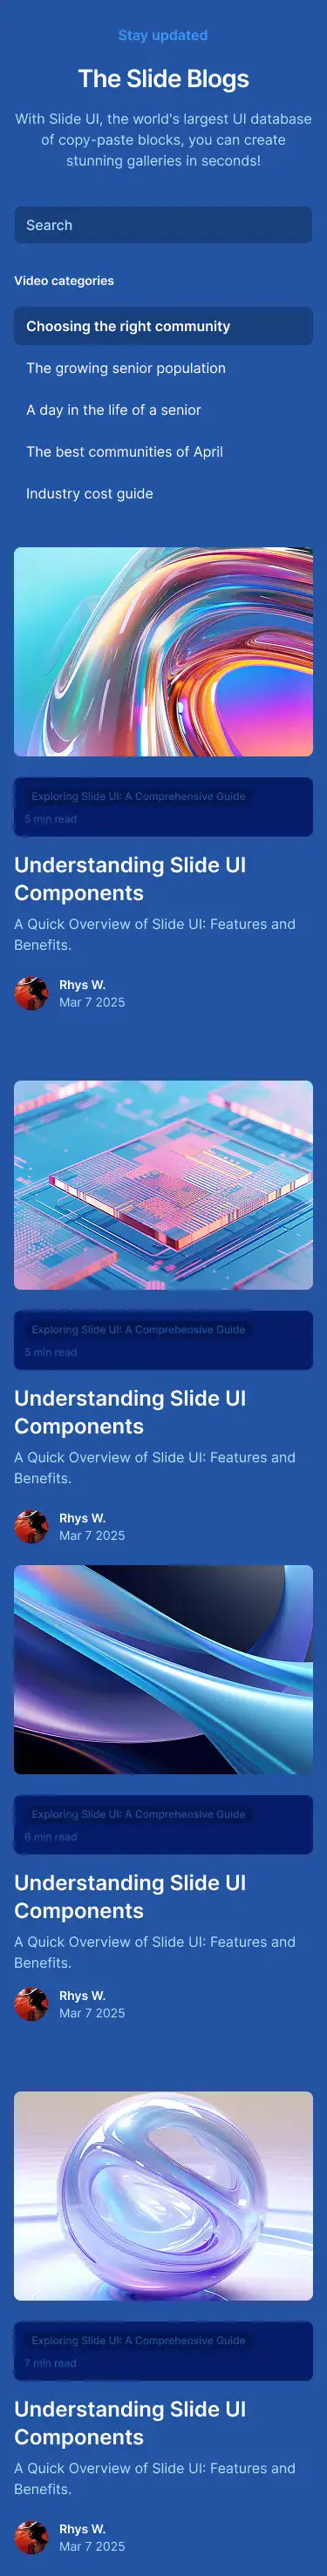 Stay updated
The Slide Blogs
With Slide UI, the world's largest UI database
of copy-paste blocks, you can create
stunning galleries in seconds!
Search
Video categories
Choosing the right community
The growing senior population
A day in the life of a senior
The best communities of April
Industry cost guide
Exploring Slide UI: A Comprehensive Guide
5 min read
Understanding Slide UI
Components
A Quick Overview of Slide UI: Features and
Benefits.
Rhys W.
Mar 7 2025
Exploring Slide UI: A Comprehensive Guide
5 min read
Understanding Slide UI
Components
A Quick Overview of Slide UI: Features and
Benefits.
Rhys W.
Mar 7 2025
Exploring Slide UI: A Comprehensive Guide
6 min read
Understanding Slide UI
Components
A Quick Overview of Slide UI: Features and
Benefits.
Rhys W.
Mar 7 2025
Exploring Slide UI: A Comprehensive Guide
7 min read
Understanding Slide UI
Components
A Quick Overview of Slide UI: Features and
Benefits.
Rhys W.
Mar 7 2025